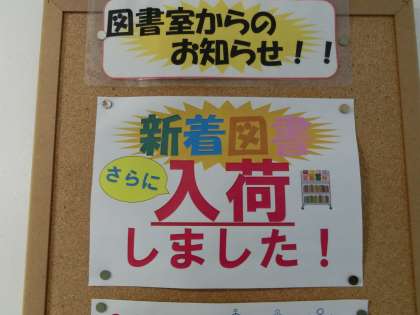 図書室からの
お知らせ！！
新着図書
さらに
入荷
しました！